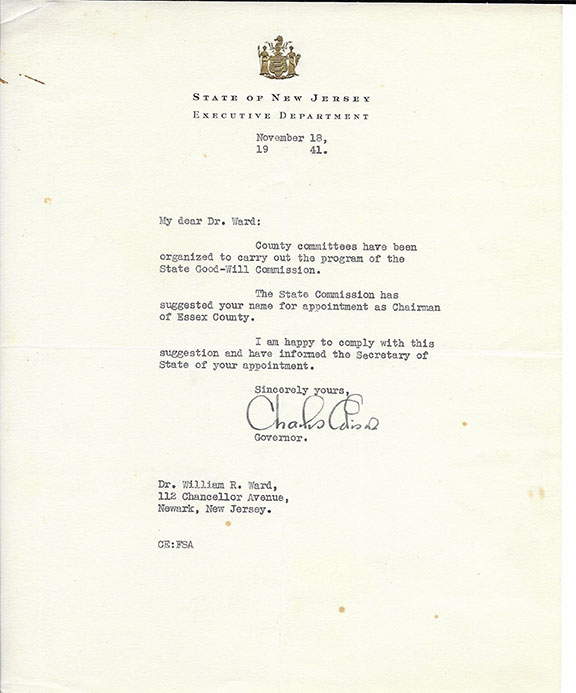 STATE OF NEW JERSEY
EXECUTIVE DEPARTMENT
November 18,
19 41.
My dear Dr. Ward:
County committees have been
organized to carry out the program of the
State Good-Will Commission.
The State Commission has
suggested your name for appointment as Chairman
of Essex County.
I am happy to comply with this
suggestion and have informed the Secretary of
State of your appointment.
Sincerely yours,
Charles Edison
Governor.
Dr. William R. Ward,
112 Chancellor Avenue,
Newark, New Jersey.
CE:FSA